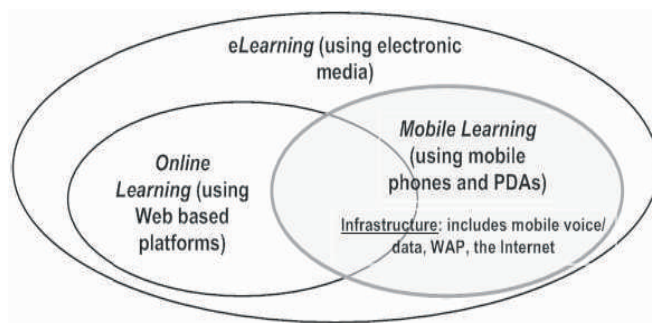 eLearning (using electronic
media)
Online
Learning (using
Web based
platforms)
Mobile Learning
(using mobile
phones and PDAs)
Infrastructure: includes mobile voice/
data, WAP, the Internet